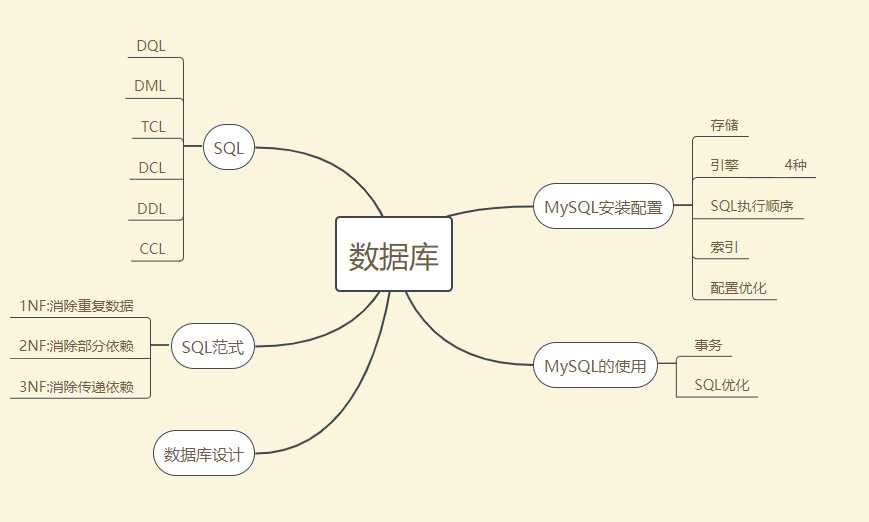 数据库
SQL
DQL
DML
TCL
DCL
DDL
CCL
SQL范式
1NF:消除重复数据
2NF:消除部分依赖
3NF:消除传递依赖
数据库设计
MySQL安装配置
存储
引擎 4种
SQL执行顺序
索引
配置优化
MySQL的使用
事务
SQL优化